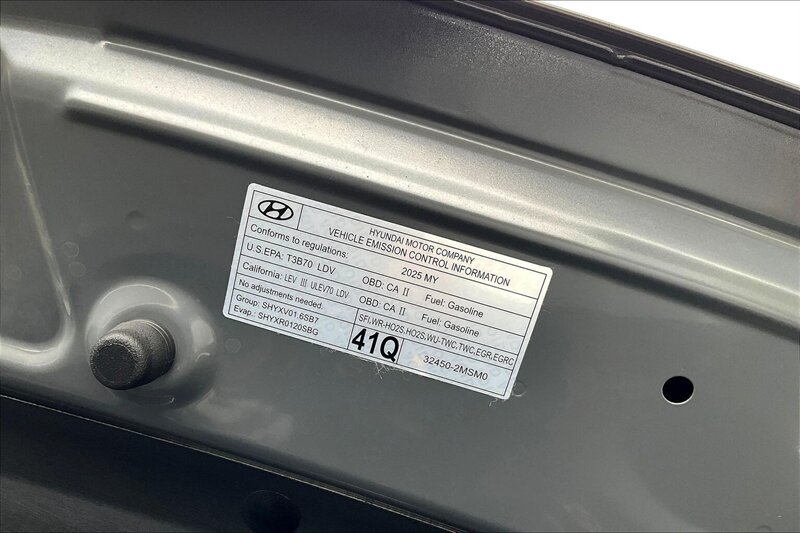 HYUNDAI MOTOR COMPANY
VEHICLE EMISSION CONTROL INFORMATION
Conforms to regulations: 2025 MY
U.S.EPA: T3B70 LDV OBD: CA II Fuel: Gasoline
California: LEV III ULEV70 LDV OBD: CA II Fuel: Gasoline
No adjustments needed. SFI,WR-HO2S,HO2S,WU-TWC,TWC,EGR,EGRC
Group: SHYXV01.6SB7
Evap.: SHYXR0120SBG
41Q 32450-2MSM0